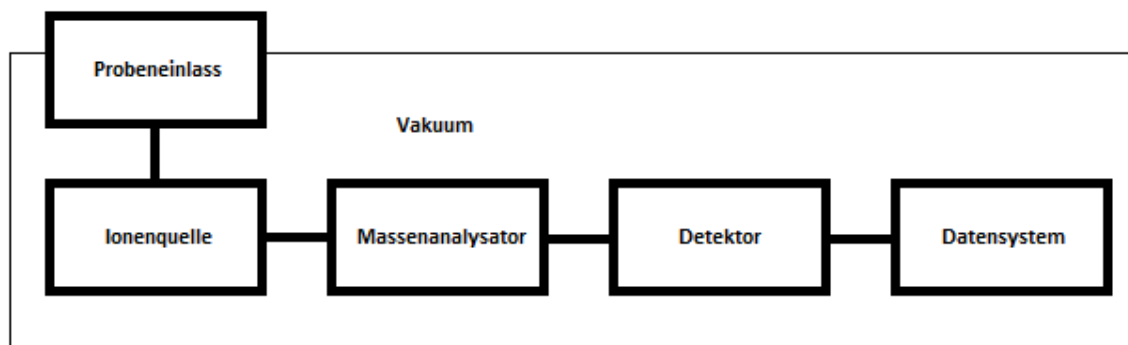 Probeneinlass
Vakuum
Ionenquelle
Massenanalysator
Detektor
Datensystem